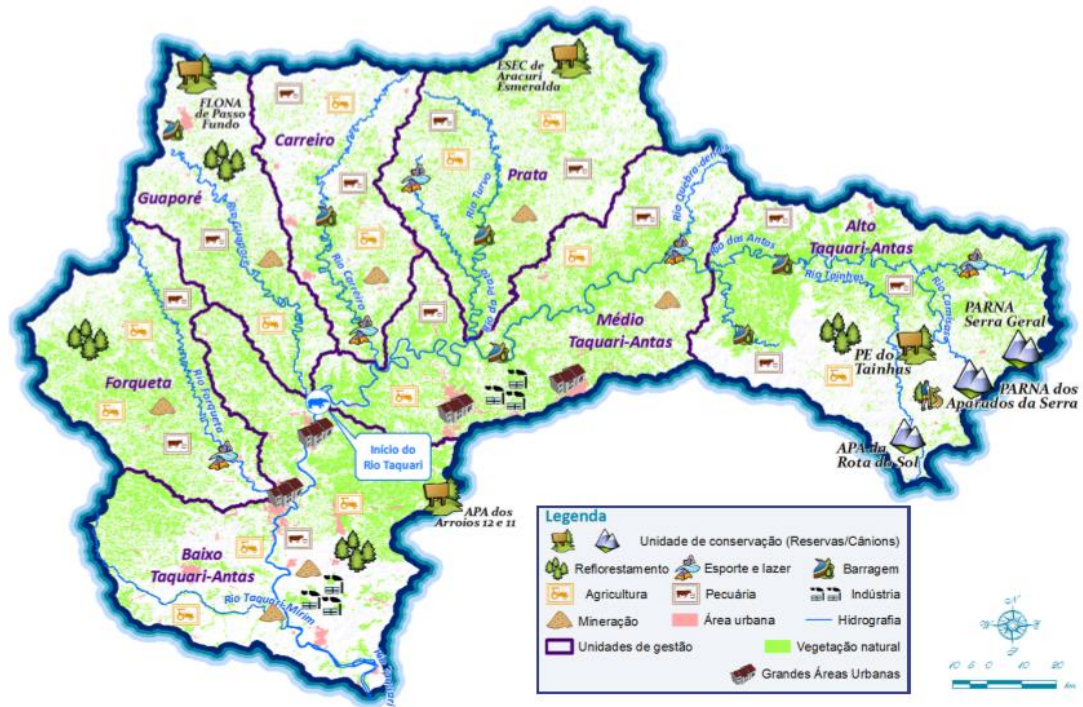 FLONA
de Passo
Fundo
ESEC de
Aracuri
Esmeralda
Carreiro
Prata
Guaporé
Rio Guaporé
Rio Turvo
Rio Carreiro
Rio da Prata
Rio Quebra-dentes
Rio das Antas
Alto
Taquari-Antas
Rio Tainhas
Rio Camisas
PARNA
Serra Geral
Médio
Taquari-Antas
PE do
Tainhas
PARNA dos
Aparados da Serra
Forqueta
Rio Forqueta
Início do
Rio Taquari
APA da
Rota do Sol
APA dos
Arroios 12 e 11
Baixo
Taquari-Antas
Rio Taquari-Mirim
Legenda
Unidade de conservação (Reservas/Cânions)
Reflorestamento Esporte e lazer Barragem
Agricultura Pecuária Indústria
Mineração Área urbana Hidrografia
Unidades de gestão Vegetação natural
Grandes Áreas Urbanas
N
W E
S
10 5 0 10 20
km